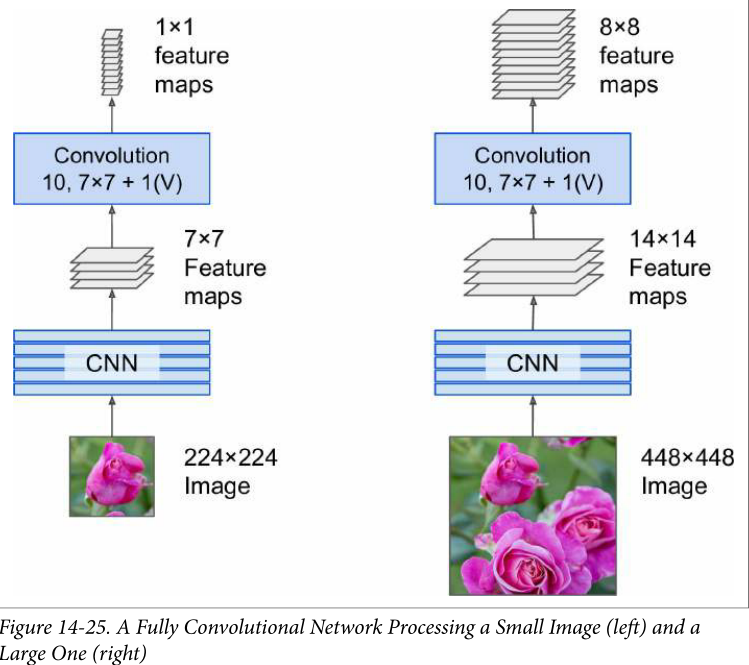 1×1
feature
maps
8×8
feature
maps
Convolution
10, 7×7 + 1(V)
Convolution
10, 7×7 + 1(V)
7×7
Feature
maps
14×14
Feature
maps
CNN
CNN
224×224
Image
448×448
Image
Figure 14-25. A Fully Convolutional Network Processing a Small Image (left) and a
Large One (right)